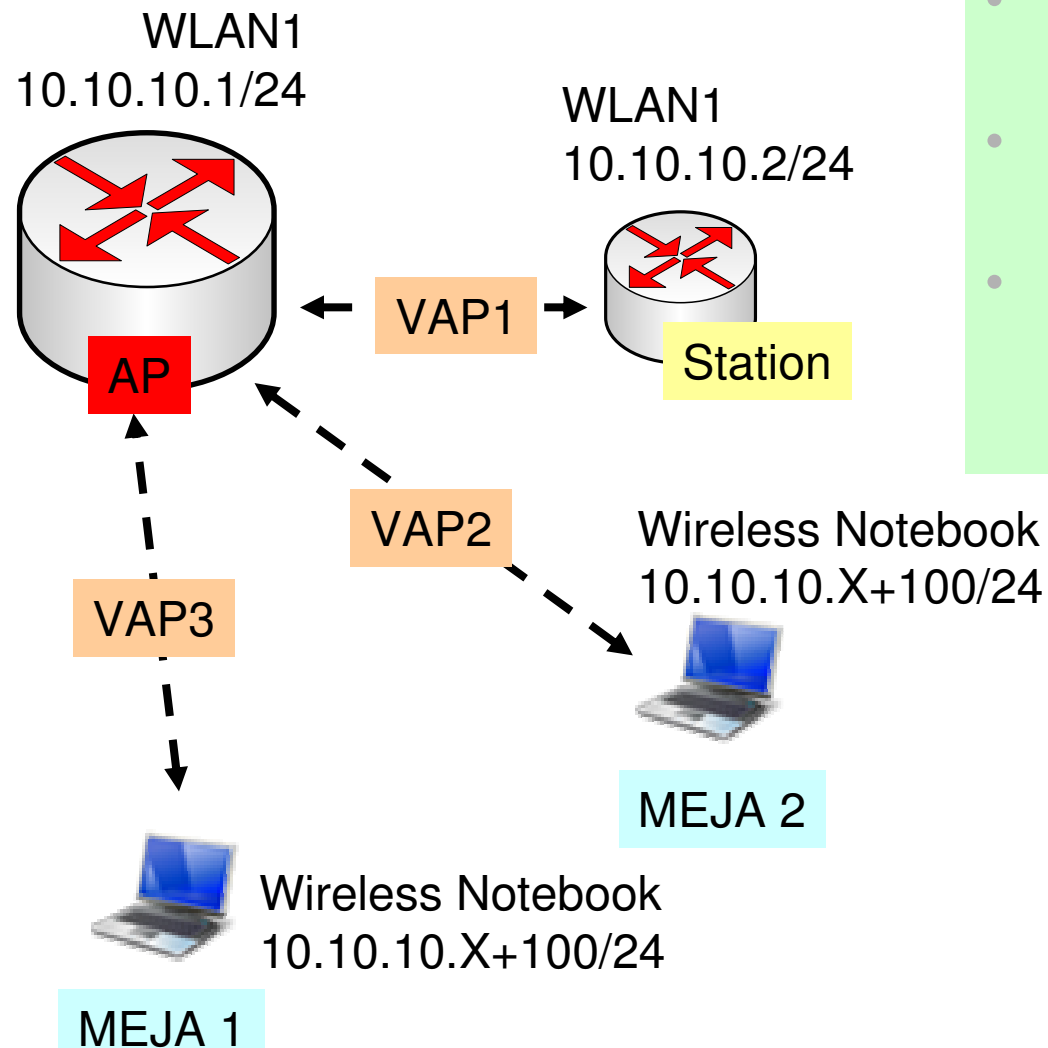 WLAN1
10.10.10.1/24
WLAN1
10.10.10.2/24
VAP1
Station
AP
VAP2
Wireless Notebook
10.10.10.X+100/24
VAP3
MEJA 2
Wireless Notebook
10.10.10.X+100/24
MEJA 1